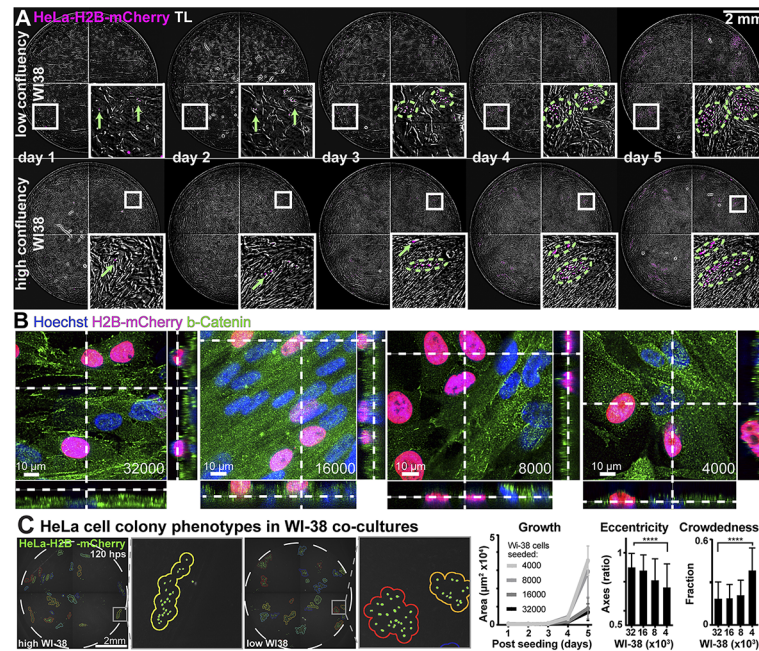 A
HeLa-H2B-mCherry TL
2 mm
low confluency
WI38
day 1
day 2
day 3
day 4
day 5
high confluency
WI38
B Hoechst H2B-mCherry b-Catenin
10 µm
32000
10 µm
16000
10 µm
8000
10 µm
4000
C HeLa cell colony phenotypes in WI-38 co-cultures
HeLa-H2B-mCherry
120 hps
2mm
high WI-38
low WI38
Growth
Wi-38 cells
seeded:
4000
8000
16000
32000
Area (µm² x10⁴)
5
0
1 2 3 4 5
Post seeding (days)
Eccentricity
****
Axes (ratio)
1
0.4
32 16 8 4
WI-38 (x10³)
Crowdedness
****
Fraction
0.6
0
32 16 8 4
WI-38 (x10³)